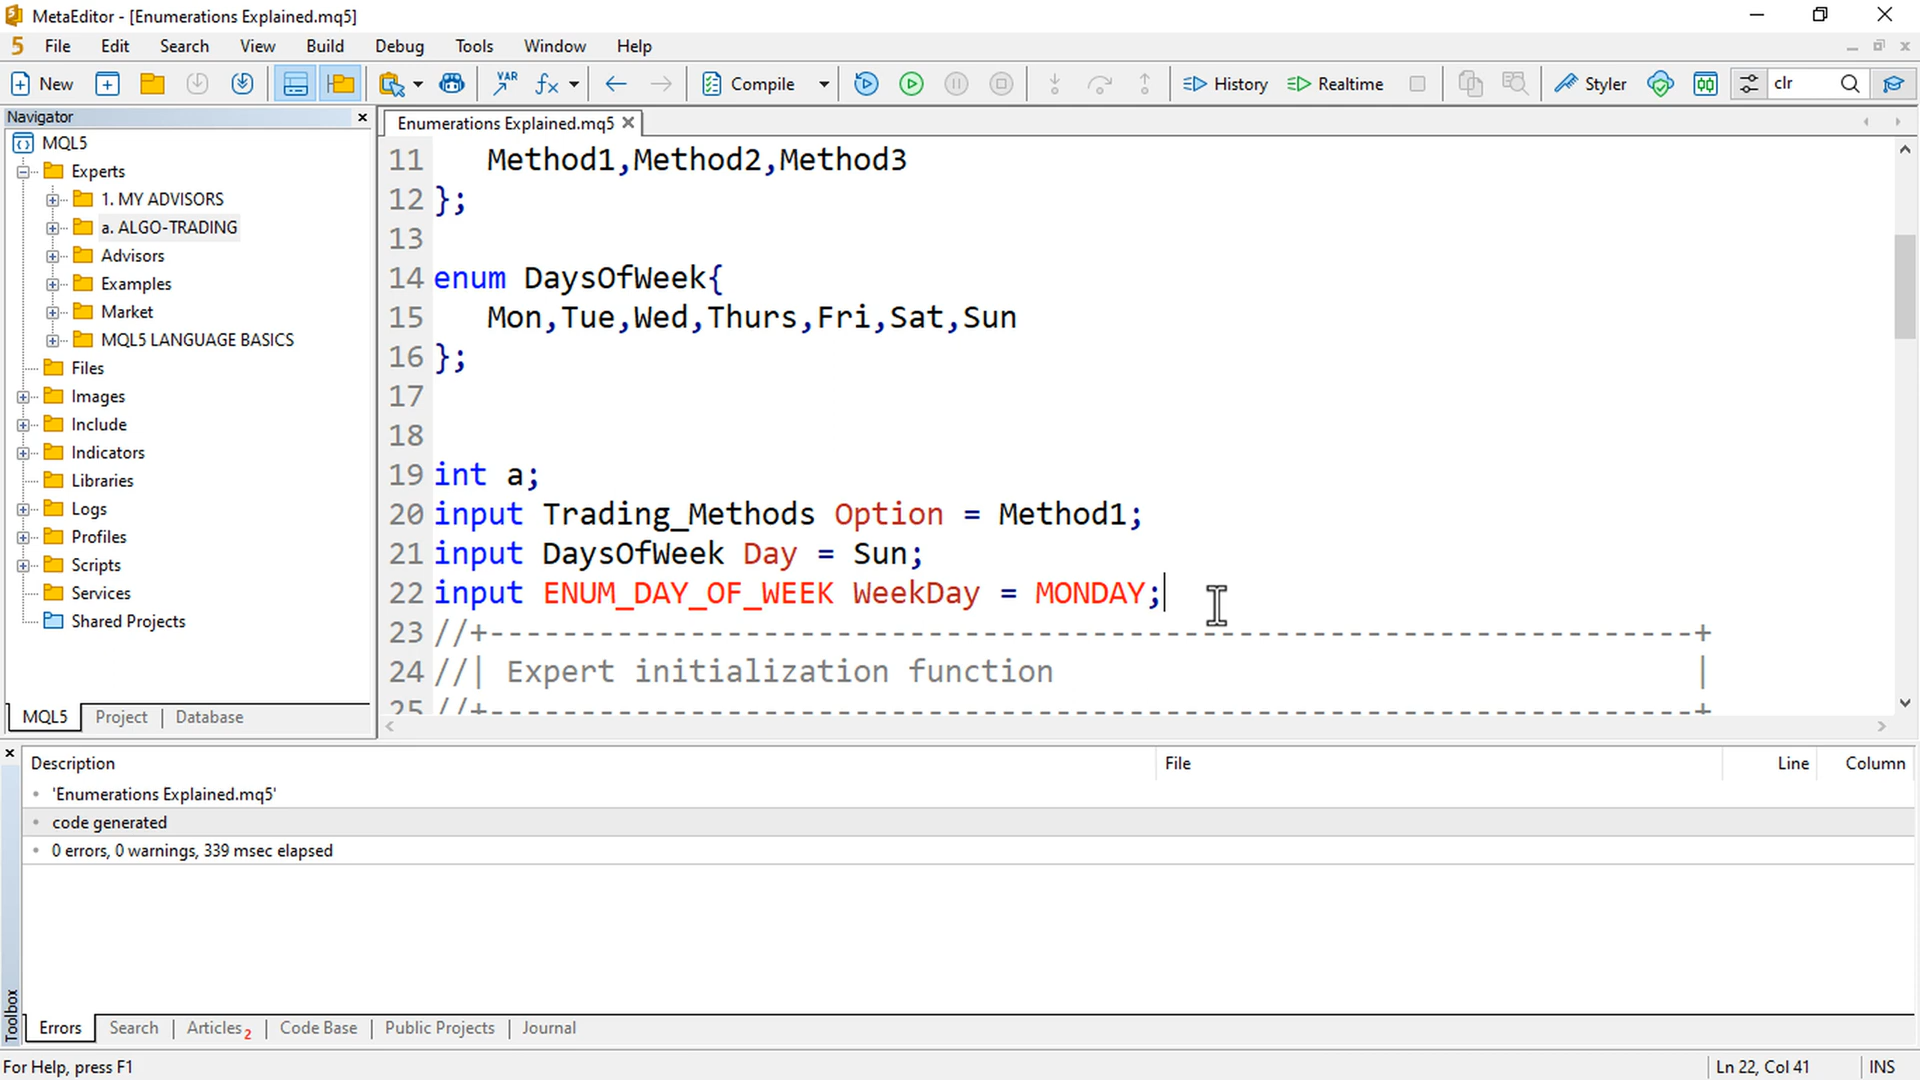 MetaEditor - [Enumerations Explained.mq5]
5 File Edit Search View Build Debug Tools Window Help
New VAR Compile History Realtime Styler clr
Navigator
MQL5
Experts
1. MY ADVISORS
a. ALGO-TRADING
Advisors
Examples
Market
MQL5 LANGUAGE BASICS
Files
Images
Include
Indicators
Libraries
Logs
Profiles
Scripts
Services
Shared Projects
MQL5 Project Database
Enumerations Explained.mq5
11 Method1,Method2,Method3
12 };
13
14 enum DaysOfWeek{
15 Mon,Tue,Wed,Thurs,Fri,Sat,Sun
16 };
17
18
19 int a;
20 input Trading_Methods Option = Method1;
21 input DaysOfWeek Day = Sun;
22 input ENUM_DAY_OF_WEEK WeekDay = MONDAY;
23 //+------------------------------------------------------------------+
24 //| Expert initialization function |
25 //+------------------------------------------------------------------+
Description File Line Column
'Enumerations Explained.mq5'
code generated
0 errors, 0 warnings, 339 msec elapsed
Toolbox
Errors Search Articles 2 Code Base Public Projects Journal
For Help, press F1 Ln 22, Col 41 INS